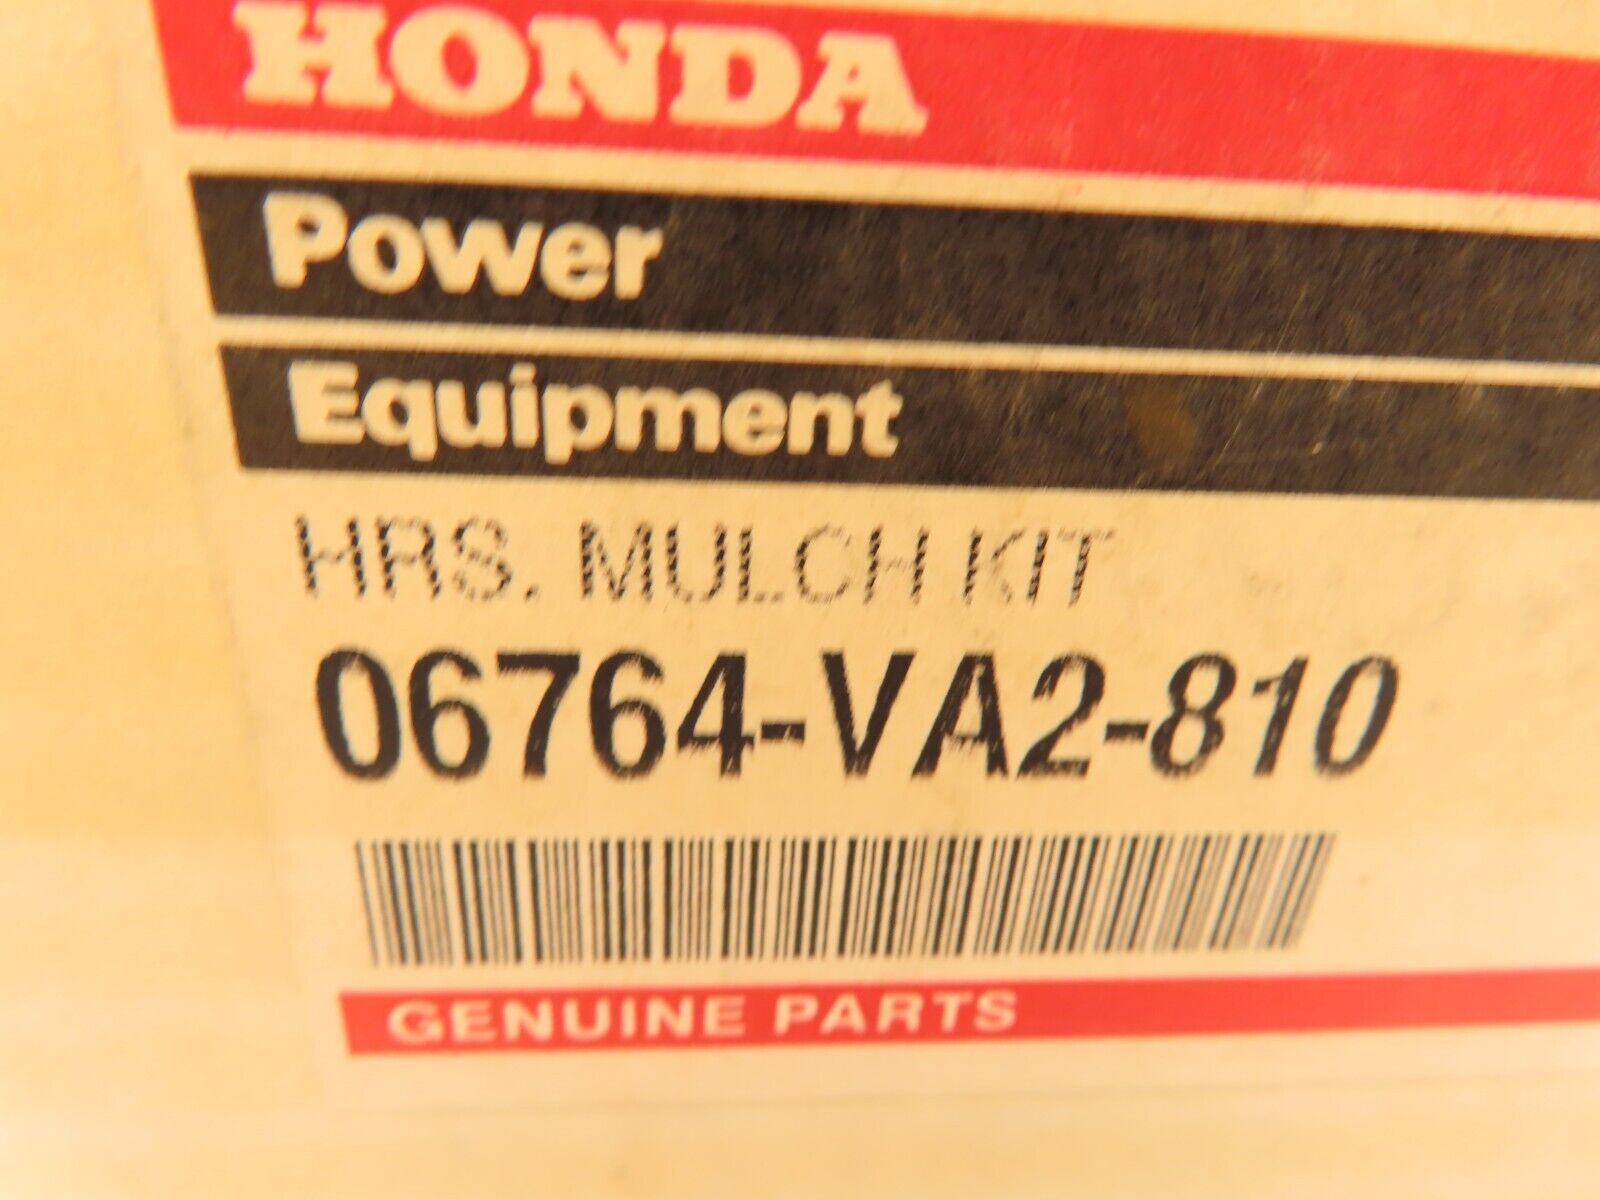 HONDA
Power
Equipment
HRS. MULCH KIT
06764-VA2-810
GENUINE PARTS